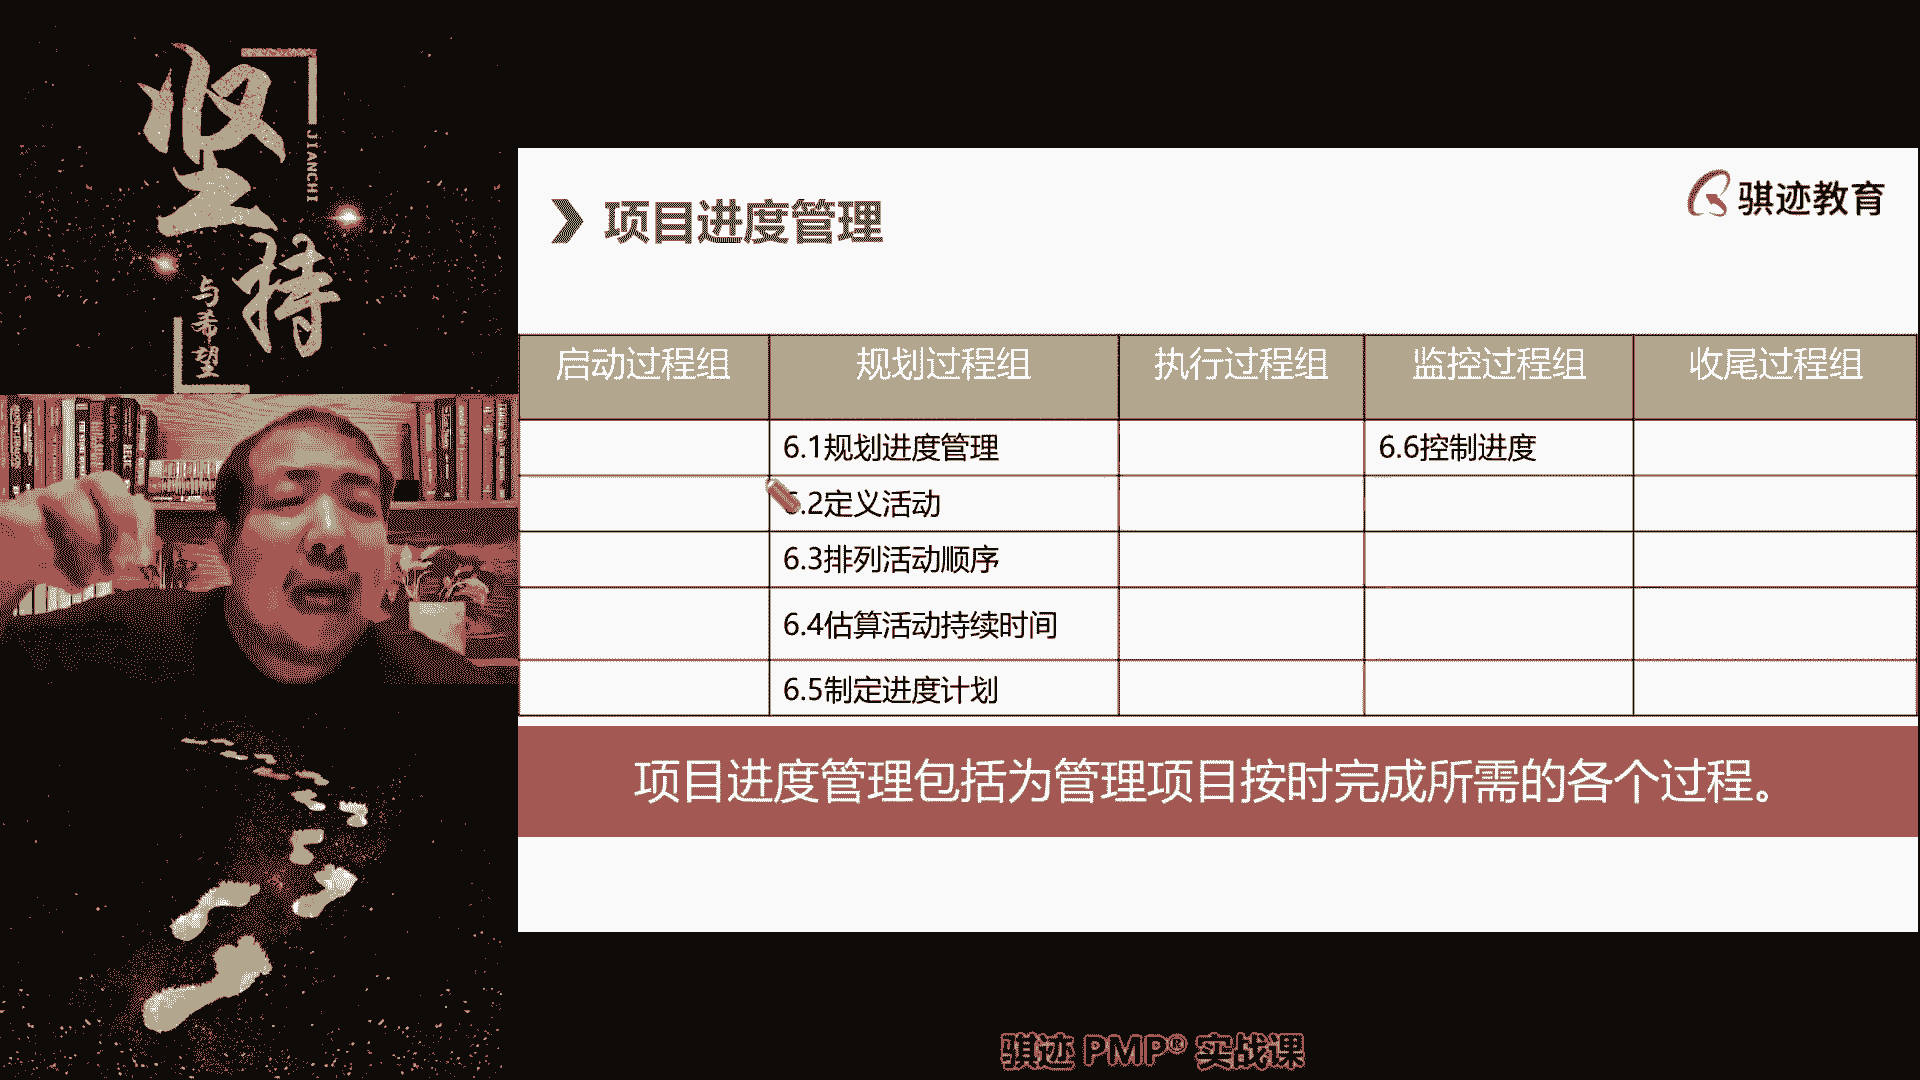 坚持
JIANCHI
与希望
项目进度管理
骐迹教育
启动过程组 规划过程组 执行过程组 监控过程组 收尾过程组
6.1规划进度管理 6.6控制进度
6.2定义活动
6.3排列活动顺序
6.4估算活动持续时间
6.5制定进度计划
项目进度管理包括为管理项目按时完成所需的各个过程。
骐迹 PMP® 实战课